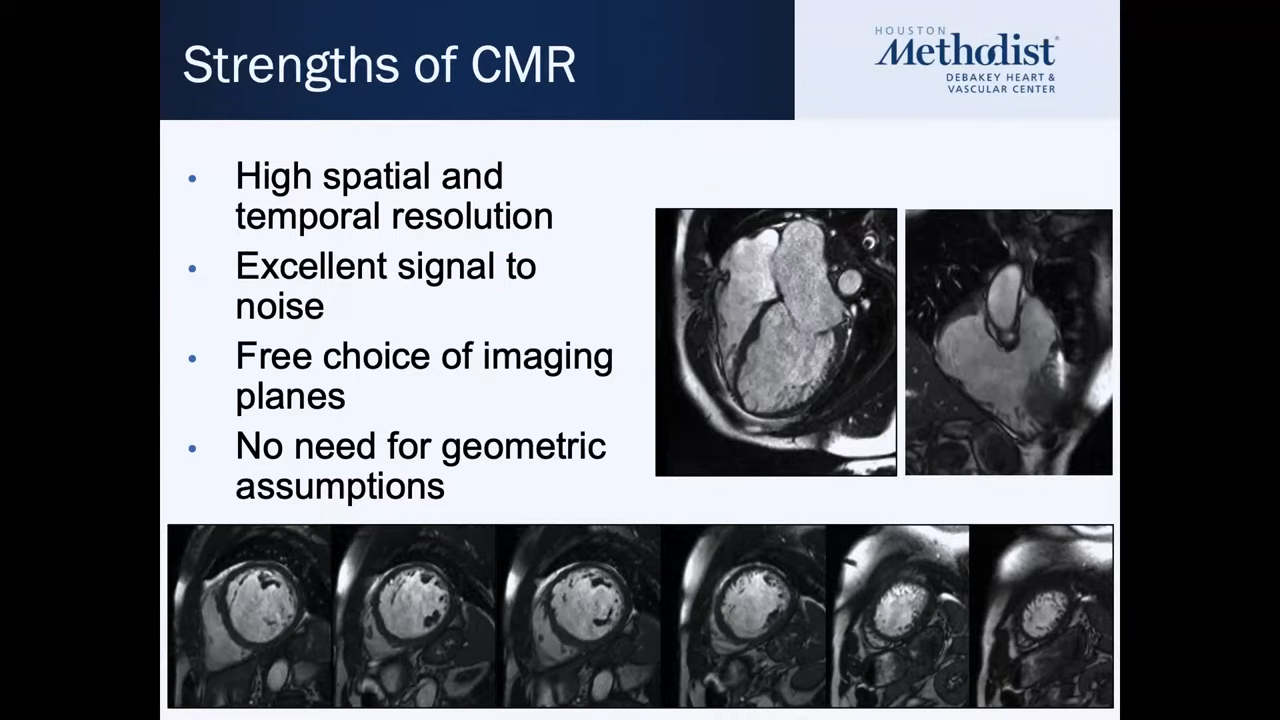 Strengths of CMR
HOUSTON
Methodist®
DEBAKEY HEART &
VASCULAR CENTER
• High spatial and
temporal resolution
• Excellent signal to
noise
• Free choice of imaging
planes
• No need for geometric
assumptions